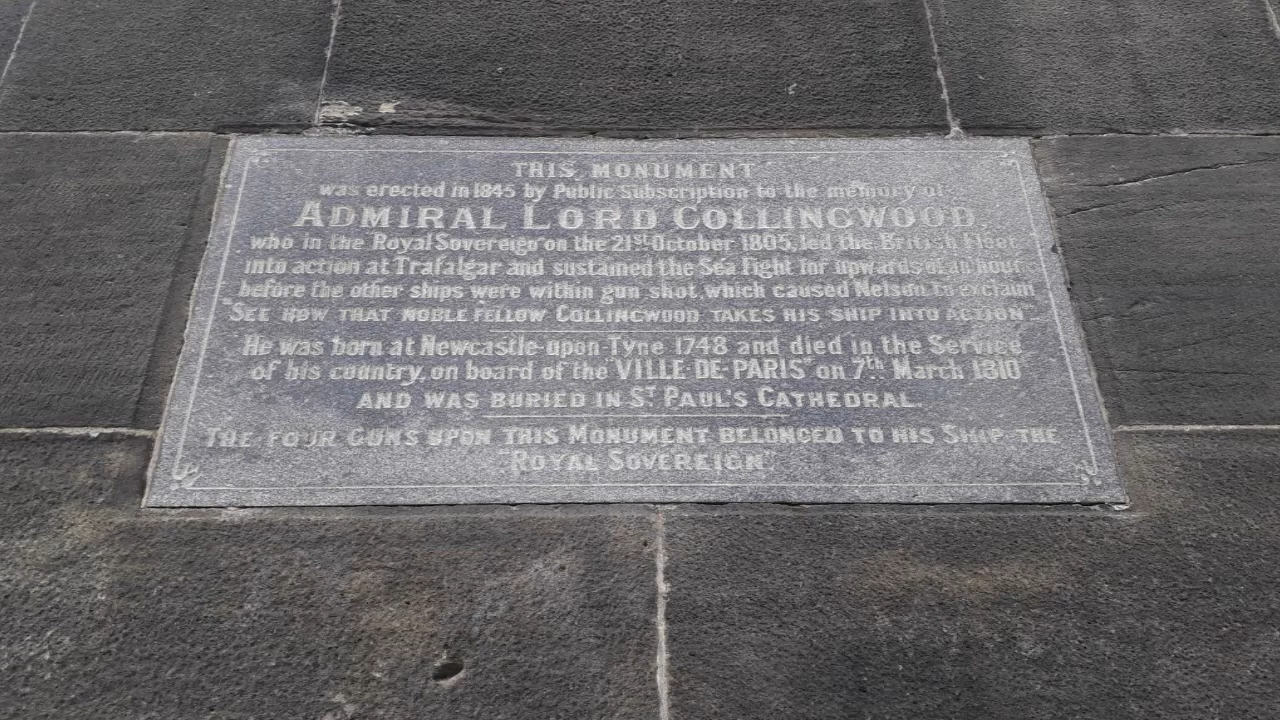 THIS MONUMENT
was erected in 1845 by Public Subscription to the memory of
ADMIRAL LORD COLLINGWOOD,
who in the Royal Sovereign on the 21st October 1805, led the British Fleet
into action at Trafalgar and sustained the Sea Fight for upwards of an hour
before the other ships were within gun shot, which caused Nelson to exclaim
"SEE HOW THAT NOBLE FELLOW COLLINGWOOD TAKES HIS SHIP INTO ACTION"
He was born at Newcastle-upon-Tyne 1748 and died in the Service
of his country, on board of the "VILLE-DE-PARIS" on 7th March 1810
AND WAS BURIED IN ST PAUL'S CATHEDRAL.
THE FOUR GUNS UPON THIS MONUMENT BELONGED TO HIS SHIP THE
"ROYAL SOVEREIGN"